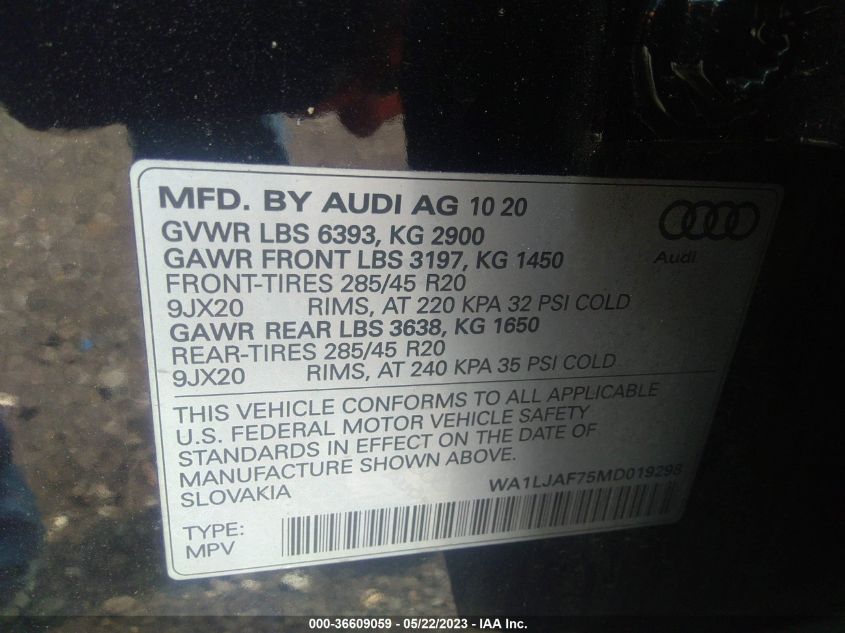 MFD. BY AUDI AG 10 20
GVWR LBS 6393, KG 2900
GAWR FRONT LBS 3197, KG 1450
FRONT-TIRES 285/45 R20
9JX20 RIMS, AT 220 KPA 32 PSI COLD
GAWR REAR LBS 3638, KG 1650
REAR-TIRES 285/45 R20
9JX20 RIMS, AT 240 KPA 35 PSI COLD
Audi
THIS VEHICLE CONFORMS TO ALL APPLICABLE
U.S. FEDERAL MOTOR VEHICLE SAFETY
STANDARDS IN EFFECT ON THE DATE OF
MANUFACTURE SHOWN ABOVE.
SLOVAKIA
WA1LJAF75MD019298
TYPE:
MPV
000-36609059 - 05/22/2023 - IAA Inc.